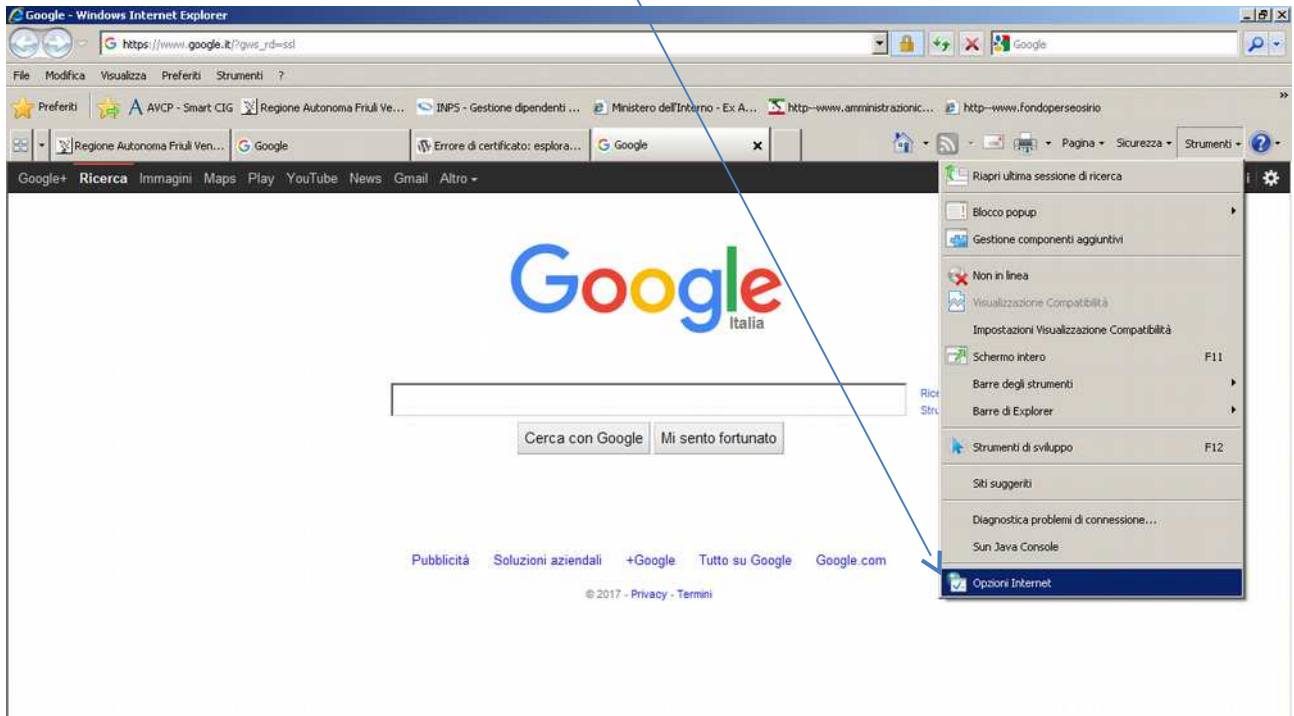 Google - Windows Internet Explorer
https://www.google.it/?gws_rd=ssl
Google
File Modifica Visualizza Preferiti Strumenti ?
Preferiti AVCP - Smart CIG Regione Autonoma Friuli Ve... INPS - Gestione dipendenti ... Ministero dell'Interno - Ex A... http--www.amministrazionic... http--www.fondoperseosirio »
Regione Autonoma Friuli Ven... Google Errore di certificato: esplora... Google x Pagina Sicurezza Strumenti
Google+ Ricerca Immagini Maps Play YouTube News Gmail Altro
Riapri ultima sessione di ricerca
Blocco popup
Gestione componenti aggiuntivi
Non in linea
Visualizzazione Compatibilità
Impostazioni Visualizzazione Compatibilità
Schermo intero F11
Barre degli strumenti
Barre di Explorer
Strumenti di sviluppo F12
Siti suggeriti
Diagnostica problemi di connessione...
Sun Java Console
Opzioni Internet
Google
Italia
Cerca con Google Mi sento fortunato
Pubblicità Soluzioni aziendali +Google Tutto su Google Google.com
© 2017 - Privacy - Termini